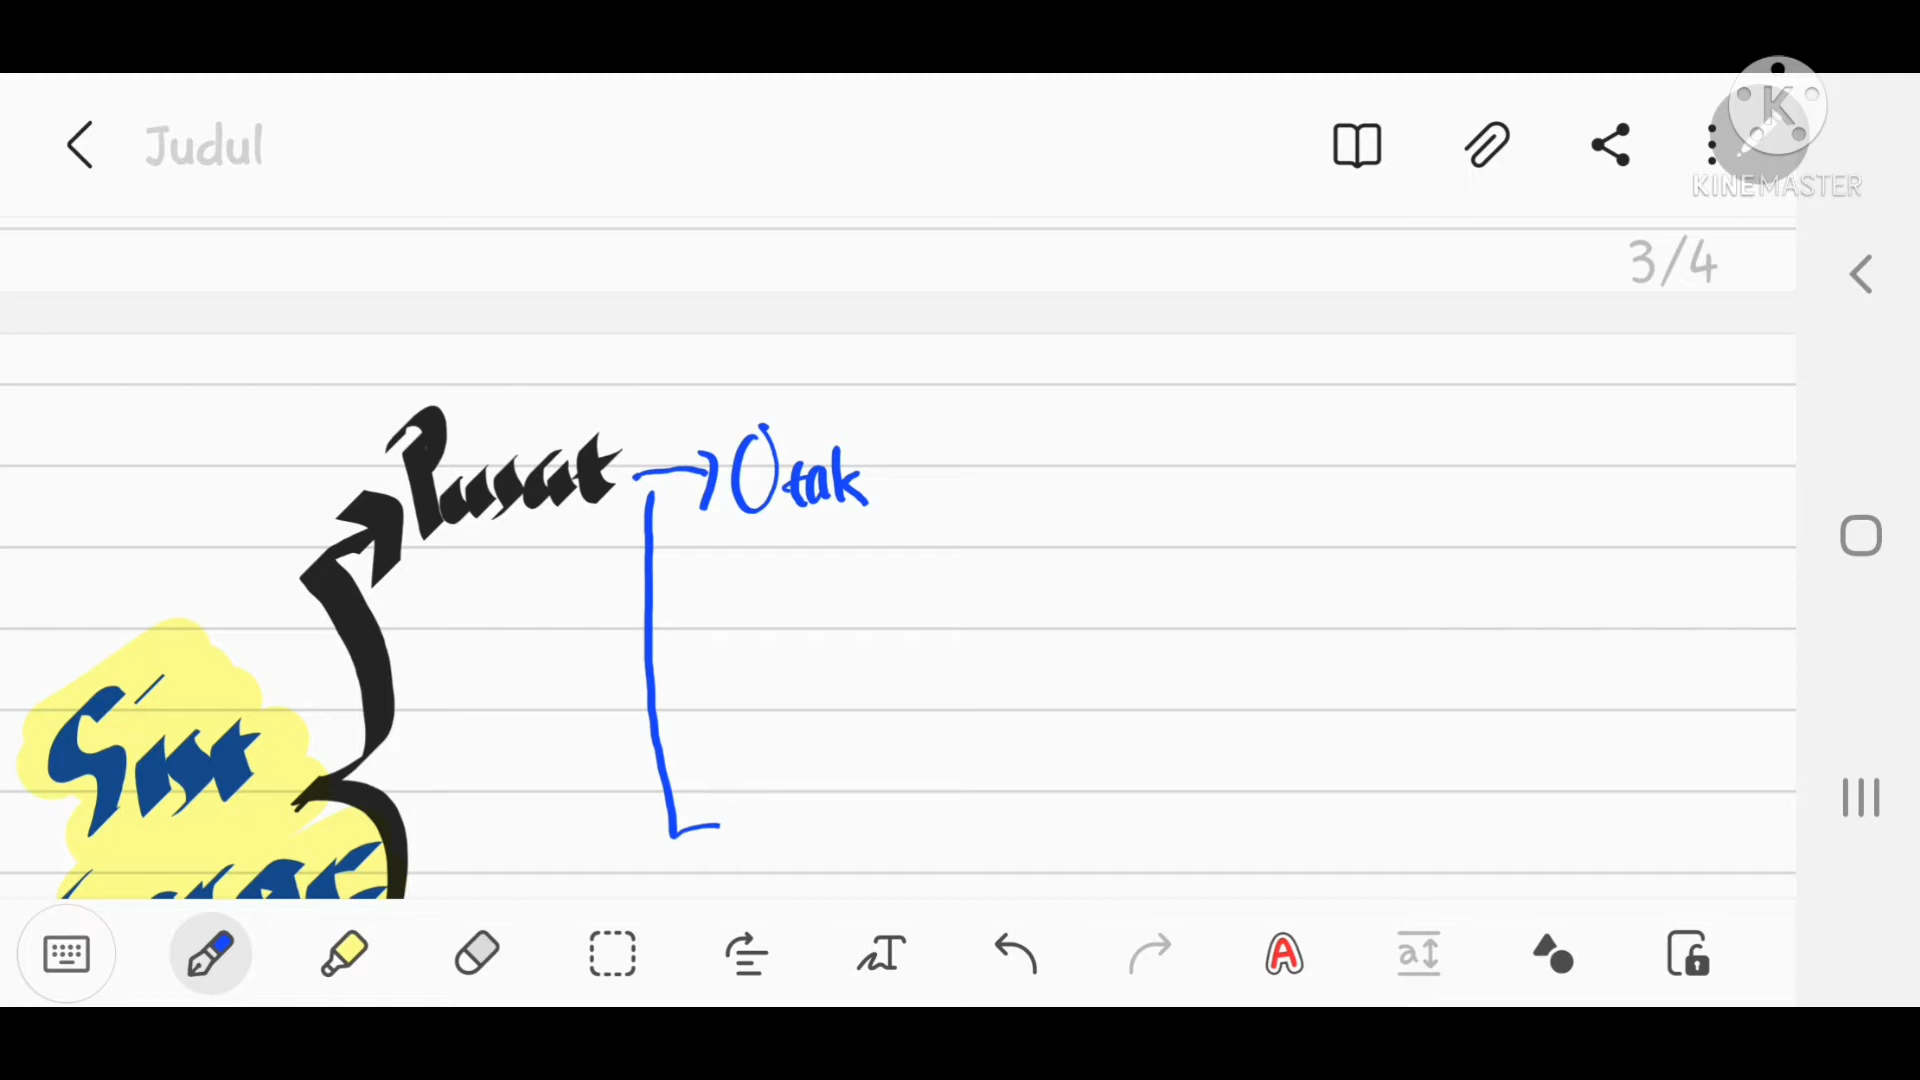 Judul
KINEMASTER
3/4
Pusat → Otak
Sist